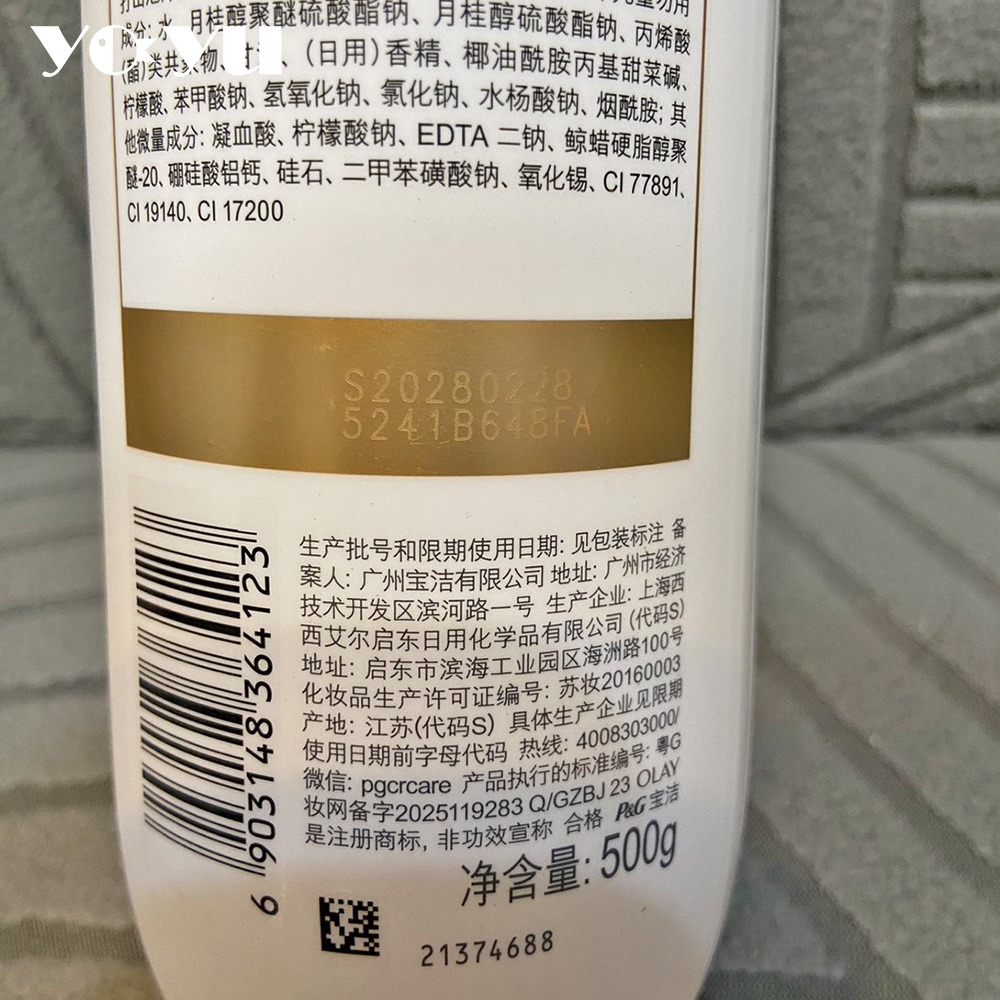 yoyu
成分: 水、月桂醇聚醚硫酸酯钠、月桂醇硫酸酯钠、丙烯酸
(酯)类共聚物、甘油、(日用)香精、椰油酰胺丙基甜菜碱、
柠檬酸、苯甲酸钠、氢氧化钠、氯化钠、水杨酸钠、烟酰胺; 其
他微量成分: 凝血酸、柠檬酸钠、EDTA 二钠、鲸蜡硬脂醇聚
醚-20、硼硅酸铝钙、硅石、二甲苯磺酸钠、氧化锡、CI 77891、
CI 19140、CI 17200
S20280228
5241B648FA
生产批号和限期使用日期: 见包装标注 备
案人: 广州宝洁有限公司 地址: 广州市经济
技术开发区滨河路一号 生产企业: 上海西
西艾尔启东日用化学品有限公司 (代码S)
地址: 启东市滨海工业园区海洲路100号
化妆品生产许可证编号: 苏妆20160003
产地: 江苏(代码S) 具体生产企业见限期
使用日期前字母代码 热线: 4008303000/
微信: pgcrcare 产品执行的标准编号: 粤G
妆网备字2025119283 Q/GZBJ 23 OLAY
是注册商标, 非功效宣称 合格 P&G 宝洁
净含量: 500g
6 903148 364123
21374688